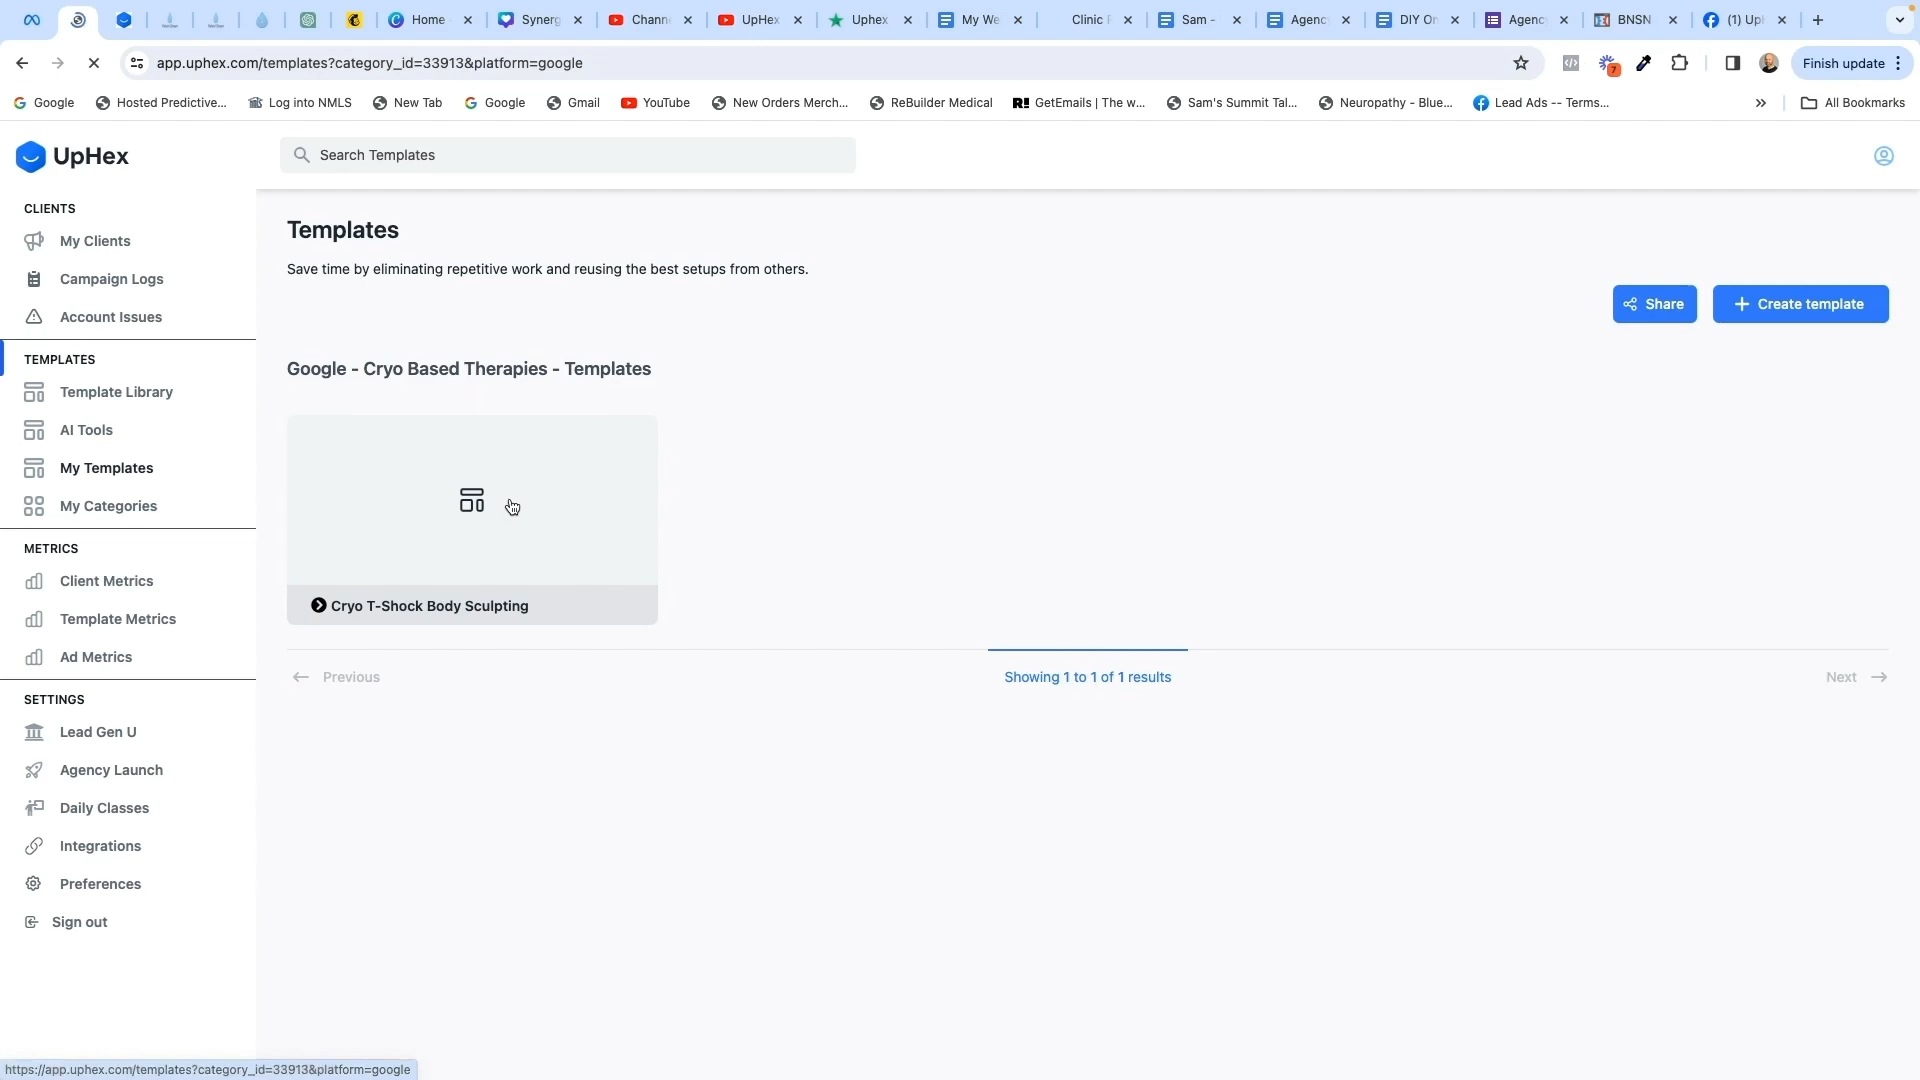 Home
Synerg
Chann
UpHex
Uphex
My We
Clinic
Sam -
Agenc
DIY On
Agenc
BNSN
(1) Up
app.uphex.com/templates?category_id=33913&platform=google
7
Finish update
Google
Hosted Predictive...
Log into NMLS
New Tab
Google
Gmail
YouTube
New Orders Merch...
ReBuilder Medical
R! GetEmails | The w...
Sam's Summit Tal...
Neuropathy - Blue...
Lead Ads -- Terms...
»
All Bookmarks
UpHex
Search Templates
CLIENTS
My Clients
Campaign Logs
Account Issues
TEMPLATES
Template Library
AI Tools
My Templates
My Categories
METRICS
Client Metrics
Template Metrics
Ad Metrics
SETTINGS
Lead Gen U
Agency Launch
Daily Classes
Integrations
Preferences
Sign out
Templates
Save time by eliminating repetitive work and reusing the best setups from others.
Share
+ Create template
Google - Cryo Based Therapies - Templates
Cryo T-Shock Body Sculpting
← Previous
Showing 1 to 1 of 1 results
Next →
https://app.uphex.com/templates?category_id=33913&platform=google